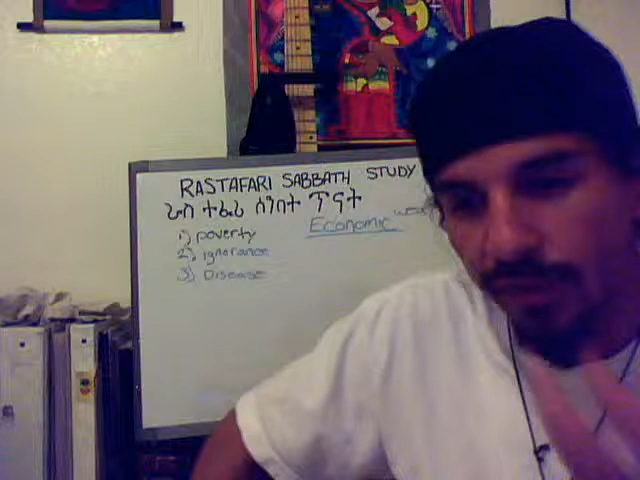 RASTAFARI SABBATH STUDY
ራስ ተፈሪ ሰንበት ጥናት
Economic
1) poverty
2) ignorance
3) Disease